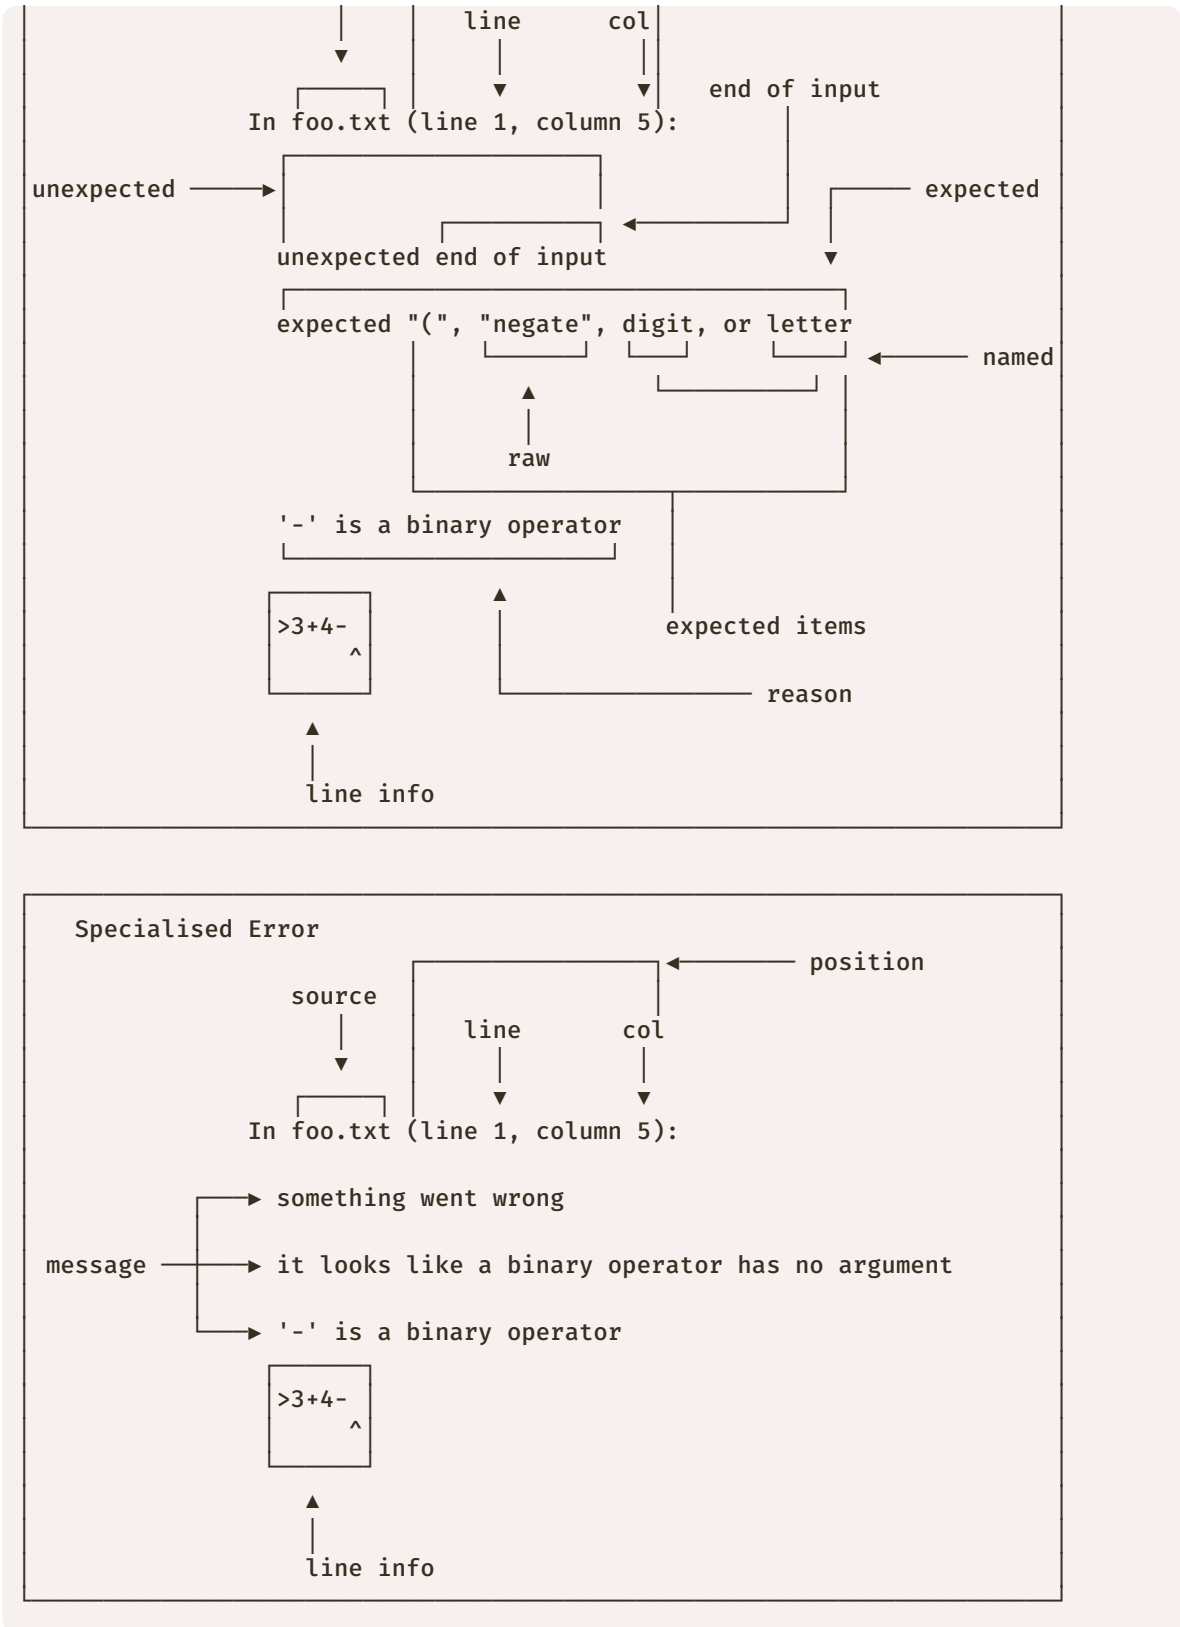 line col
end of input
In foo.txt (line 1, column 5):
unexpected expected
unexpected end of input
expected "(", "negate", digit, or letter
named
raw
'-' is a binary operator
>3+4- expected items
^
reason
line info
Specialised Error
position
source
line col
In foo.txt (line 1, column 5):
something went wrong
message it looks like a binary operator has no argument
'-' is a binary operator
>3+4-
^
line info